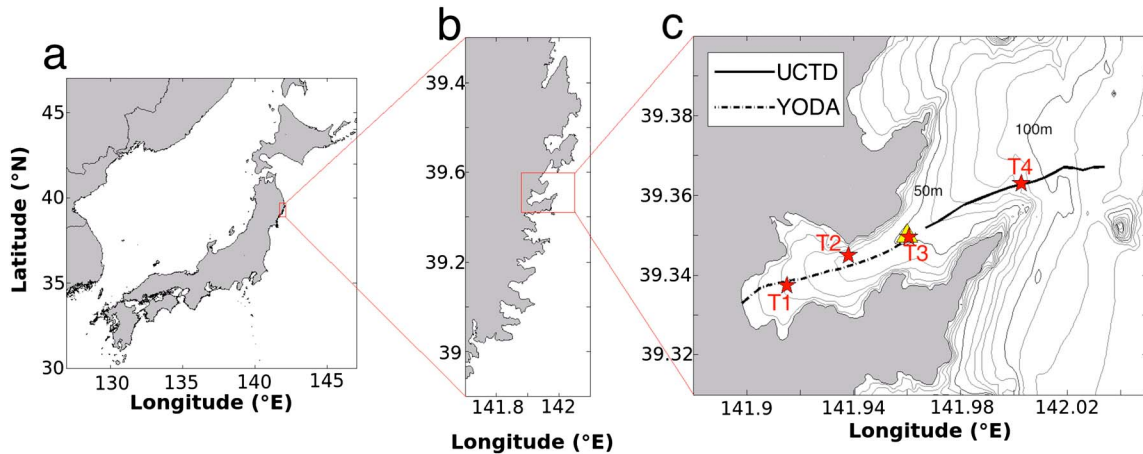 a
Latitude (°N)
45
40
35
30
130
135
140
145
Longitude (°E)
b
39.4
39.6
39.2
39
141.8
142
Longitude (°E)
c
UCTD
YODA
39.38
39.36
39.34
39.32
100m
50m
T4
T2
T3
T1
141.9
141.94
141.98
142.02
Longitude (°E)